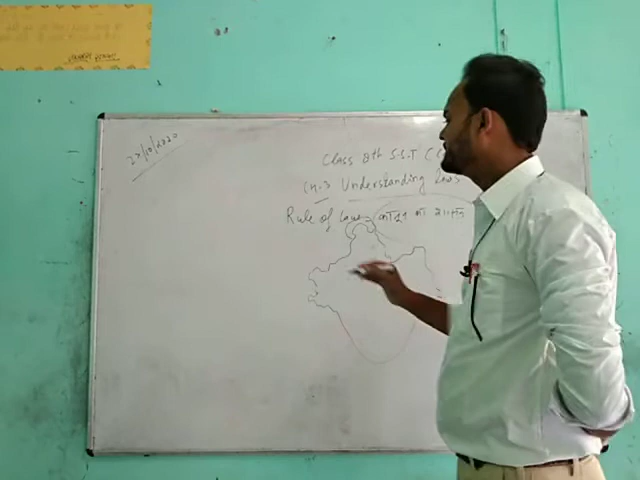 27/10/2020
Class 8th S.S.T (C
CH-3 Understanding Laws
Rule of Law = कानून का शासन